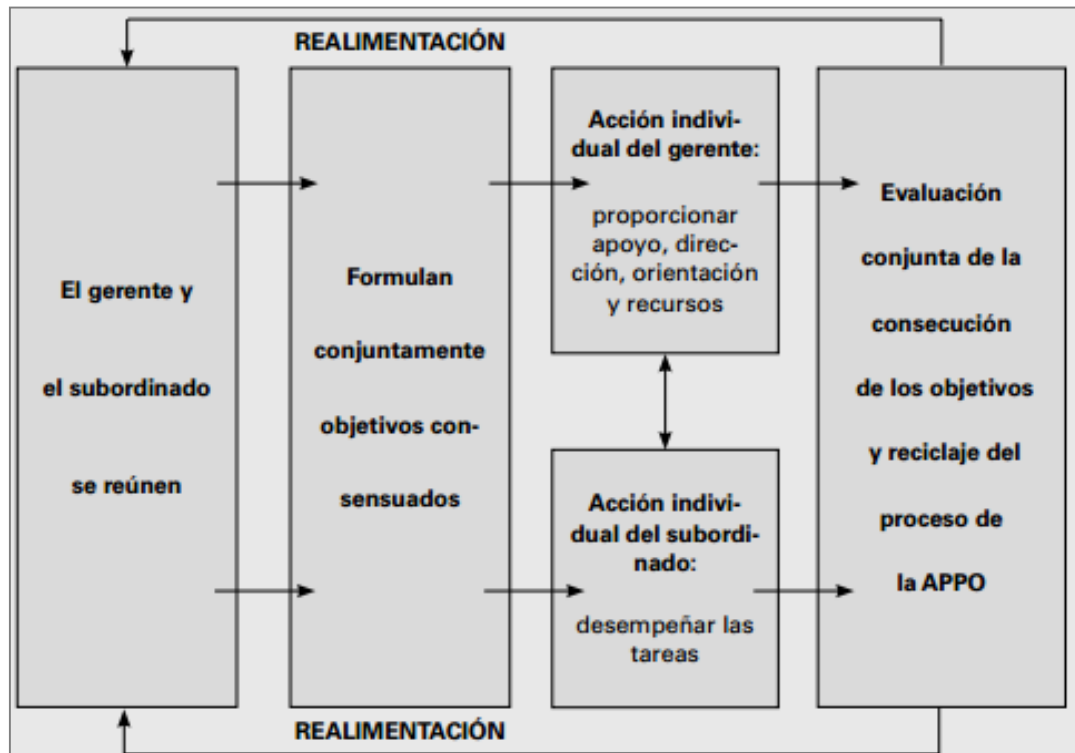 REALIMENTACIÓN
El gerente y
el subordinado
se reúnen
Formulan
conjuntamente
objetivos con-
sensuados
Acción indivi-
dual del gerente:
proporcionar
apoyo, direc-
ción, orientación
y recursos
Acción indivi-
dual del subordi-
nado:
desempeñar las
tareas
Evaluación
conjunta de la
consecución
de los objetivos
y reciclaje del
proceso de
la APPO
REALIMENTACIÓN